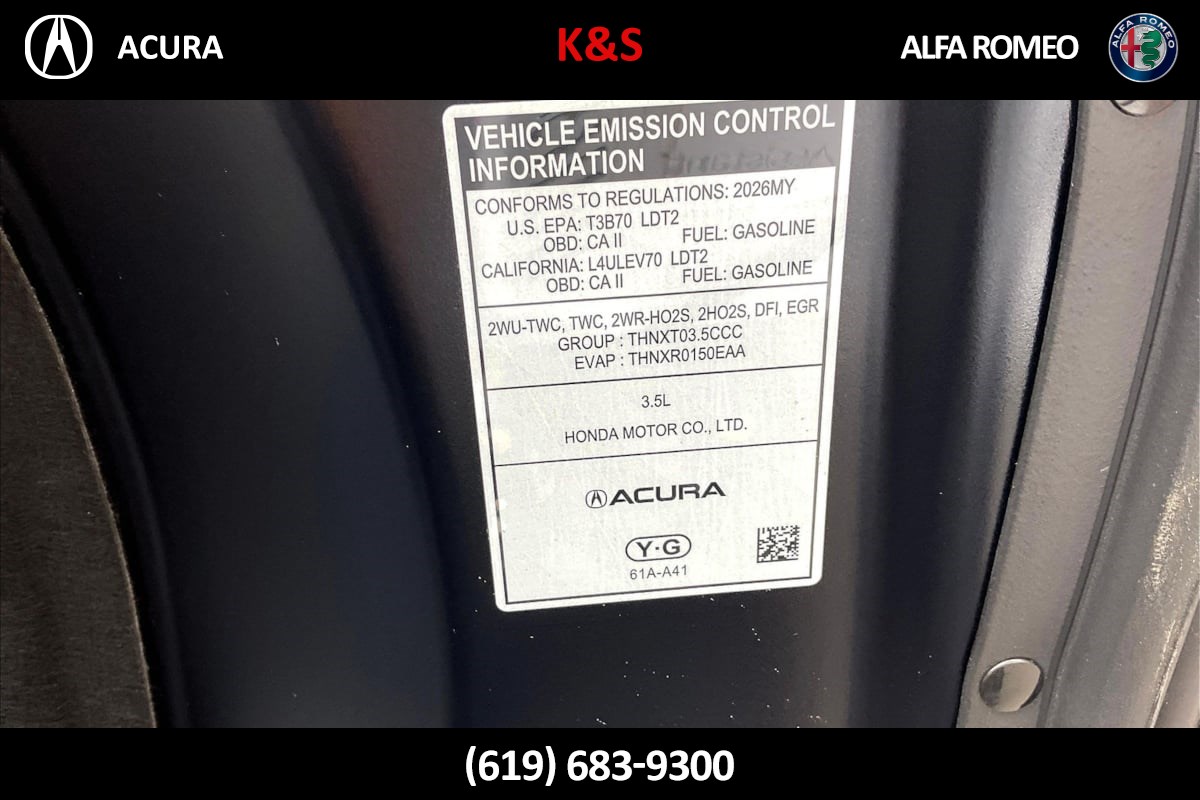 ACURA
K&S
ALFA ROMEO
ALFA ROMEO
VEHICLE EMISSION CONTROL
INFORMATION
CONFORMS TO REGULATIONS: 2026MY
U.S. EPA: T3B70 LDT2
OBD: CA II FUEL: GASOLINE
CALIFORNIA: L4ULEV70 LDT2
OBD: CA II FUEL: GASOLINE
2WU-TWC, TWC, 2WR-HO2S, 2HO2S, DFI, EGR
GROUP : THNXT03.5CCC
EVAP : THNXR0150EAA
3.5L
HONDA MOTOR CO., LTD.
ACURA
Y·G
61A-A41
(619) 683-9300